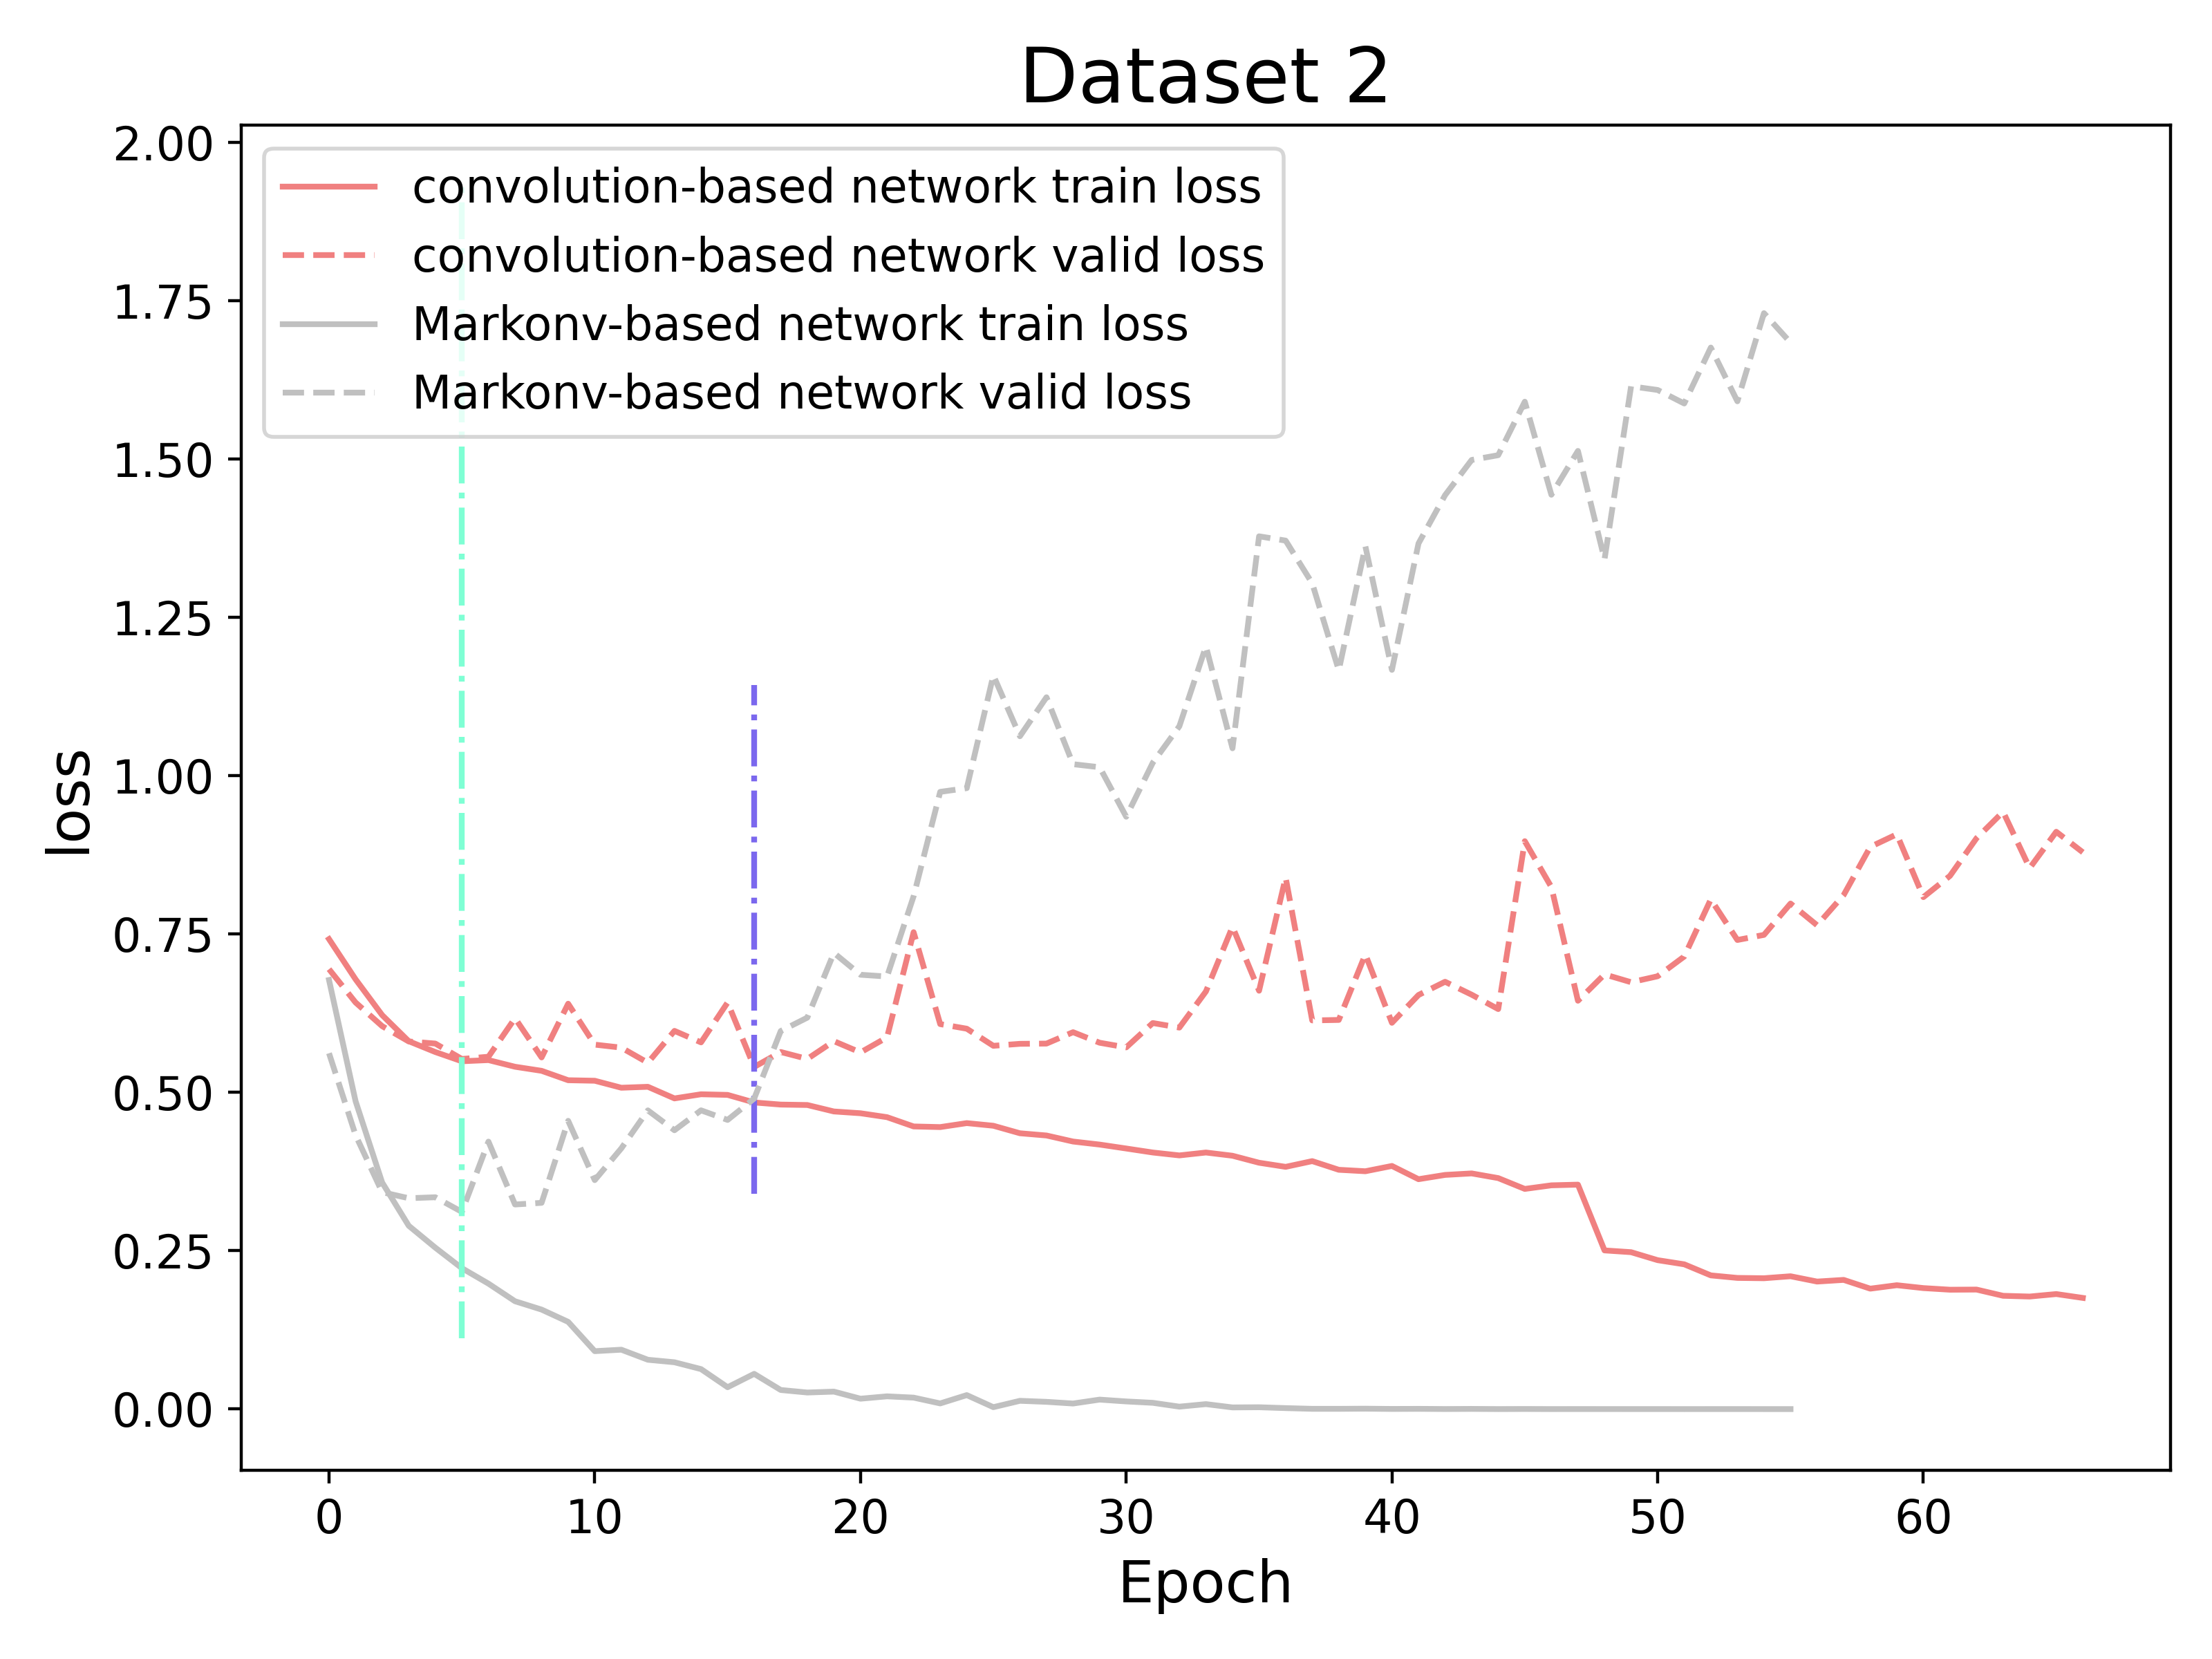 Dataset 2
convolution-based network train loss
convolution-based network valid loss
Markonv-based network train loss
Markonv-based network valid loss
2.00
1.75
1.50
1.25
1.00
0.75
0.50
0.25
0.00
loss
0 10 20 30 40 50 60
Epoch